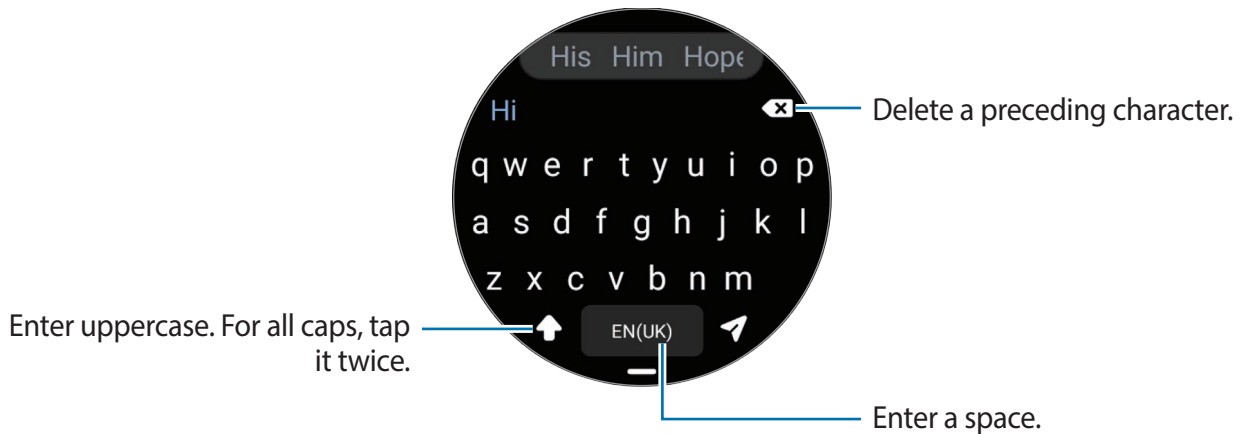 His Him Hope
Hi
Delete a preceding character.
q w e r t y u i o p
a s d f g h j k l
z x c v b n m
Enter uppercase. For all caps, tap
it twice.
EN(UK)
Enter a space.